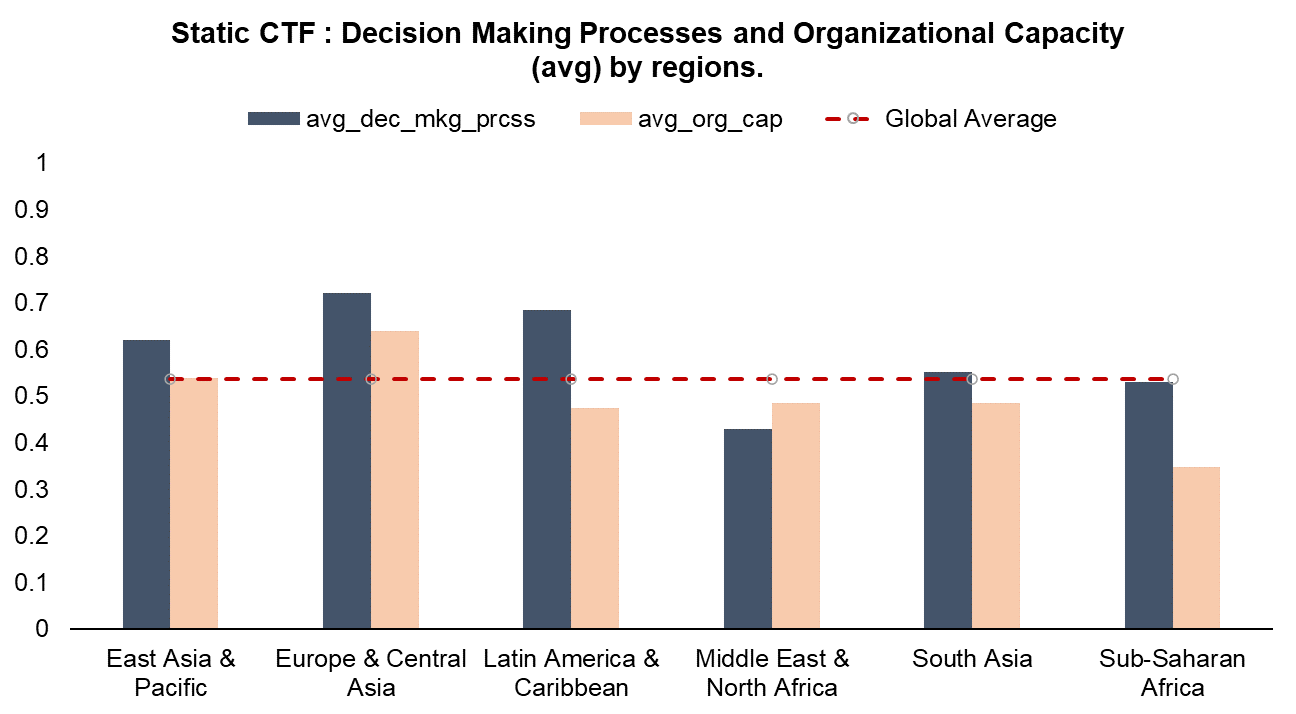 Static CTF : Decision Making Processes and Organizational Capacity
(avg) by regions.
avg_dec_mkg_prcss
avg_org_cap
Global Average
1
0.9
0.8
0.7
0.6
0.5
0.4
0.3
0.2
0.1
0
East Asia &
Pacific
Europe & Central
Asia
Latin America &
Caribbean
Middle East &
North Africa
South Asia
Sub-Saharan
Africa